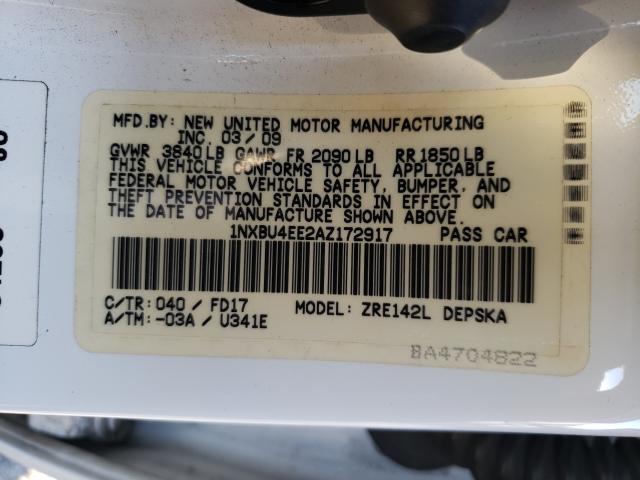 MFD.BY: NEW UNITED MOTOR MANUFACTURING
INC. 03/09
GVWR 3840LB GAWR FR 2090LB RR1850LB
THIS VEHICLE CONFORMS TO ALL APPLICABLE
FEDERAL MOTOR VEHICLE SAFETY, BUMPER, AND
THEFT PREVENTION STANDARDS IN EFFECT ON
THE DATE OF MANUFACTURE SHOWN ABOVE.
1NXBU4EE2AZ172917 PASS CAR
C/TR: 040 / FD17 MODEL: ZRE142L DEPSKA
A/TM: -03A / U341E
BA4704822